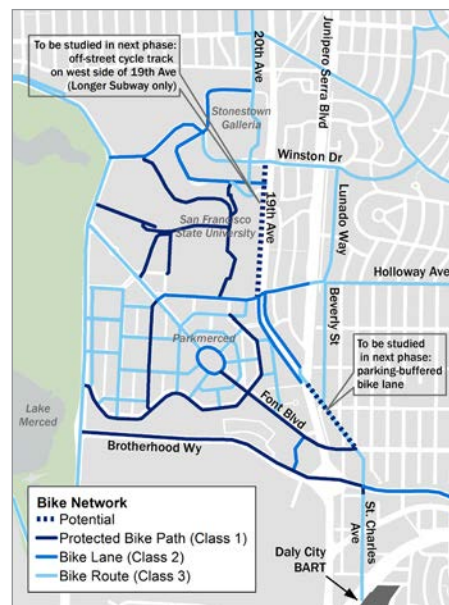 To be studied in next phase:
off-street cycle track
on west side of 19th Ave
(Longer Subway only)
20th Ave
Junipero Serra Blvd
Stonestown
Galleria
Winston Dr
19th Ave
Lunado Way
San Francisco
State University
Holloway Ave
Beverly St
To be studied
in next phase:
parking-buffered
bike lane
Parkmerced
Font Blvd
Lake
Merced
Brotherhood Wy
St. Charles
Ave
Daly City
BART
Bike Network
Potential
Protected Bike Path (Class 1)
Bike Lane (Class 2)
Bike Route (Class 3)